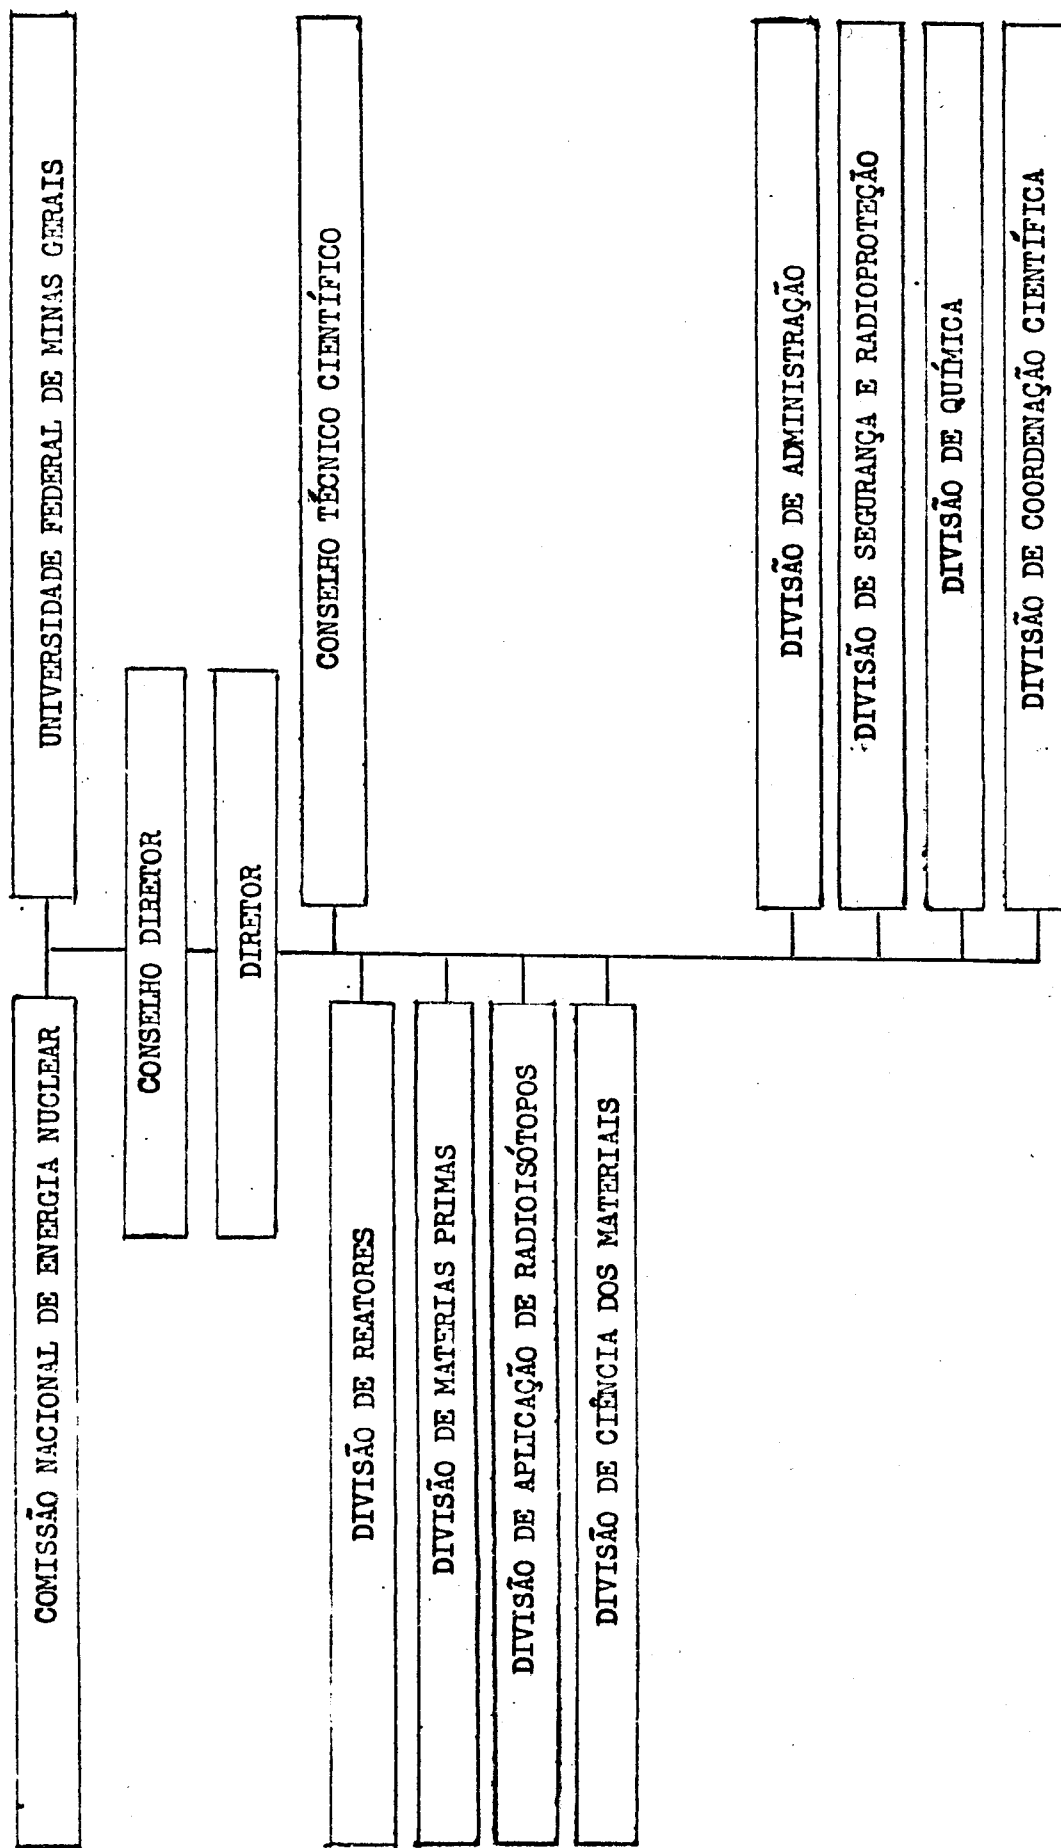 COMISSÃO NACIONAL DE ENERGIA NUCLEAR
UNIVERSIDADE FEDERAL DE MINAS GERAIS
CONSELHO DIRETOR
DIRETOR
CONSELHO TÉCNICO CIENTÍFICO
DIVISÃO DE REATORES
DIVISÃO DE MATERIAS PRIMAS
DIVISÃO DE APLICAÇÃO DE RADIOISÓTOPOS
DIVISÃO DE CIÊNCIA DOS MATERIAIS
DIVISÃO DE ADMINISTRAÇÃO
DIVISÃO DE SEGURANÇA E RADIOPROTEÇÃO
DIVISÃO DE QUÍMICA
DIVISÃO DE COORDENAÇÃO CIENTÍFICA